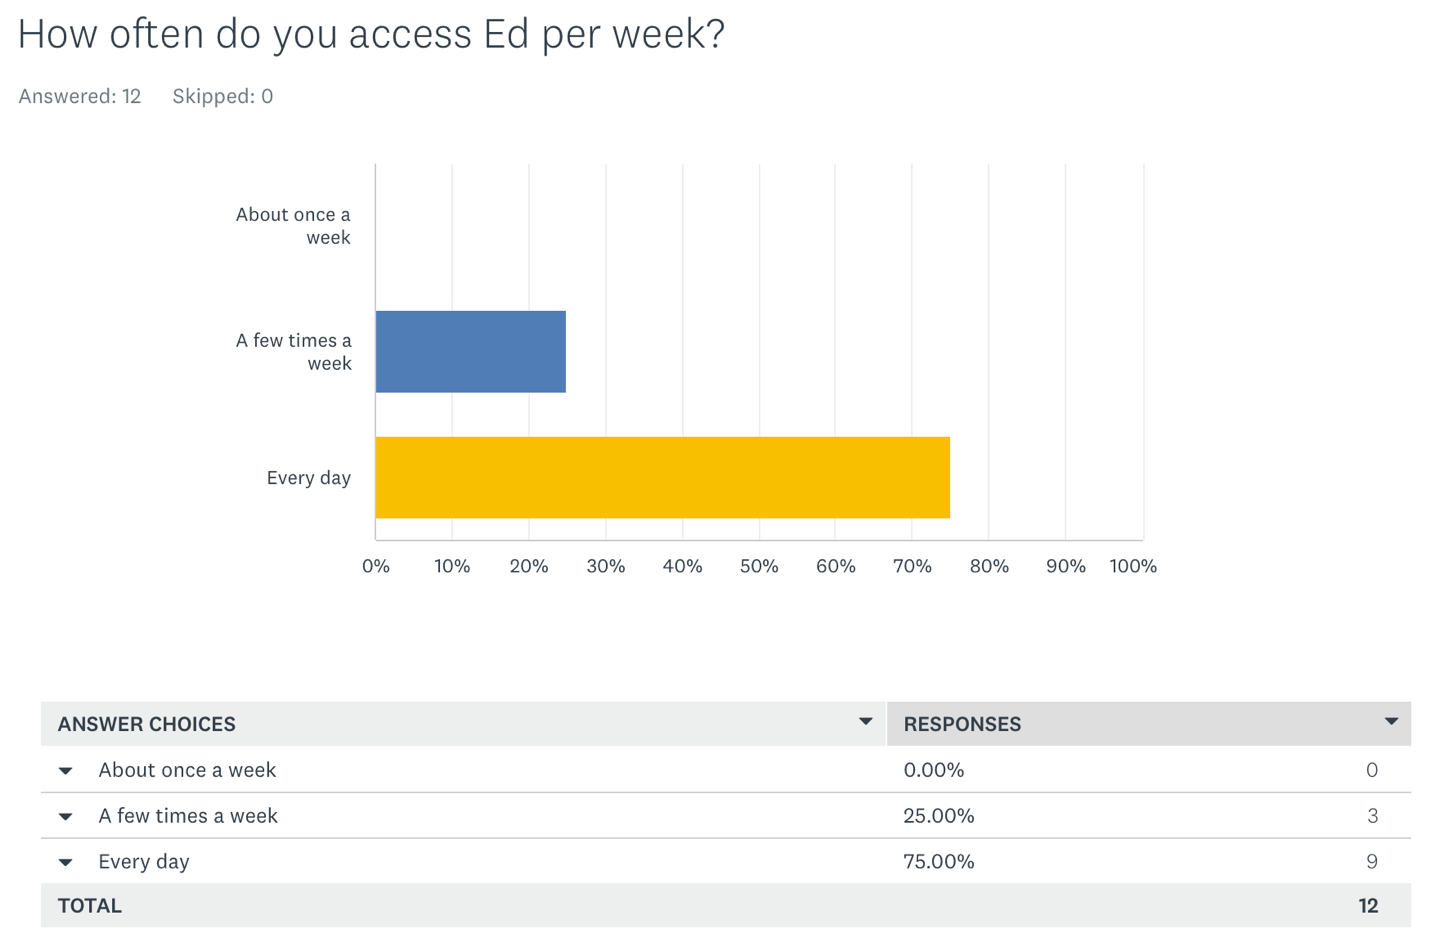 How often do you access Ed per week?
Answered: 12 Skipped: 0
About once a
week
A few times a
week
Every day
0% 10% 20% 30% 40% 50% 60% 70% 80% 90% 100%
ANSWER CHOICES RESPONSES
About once a week 0.00% 0
A few times a week 25.00% 3
Every day 75.00% 9
TOTAL 12